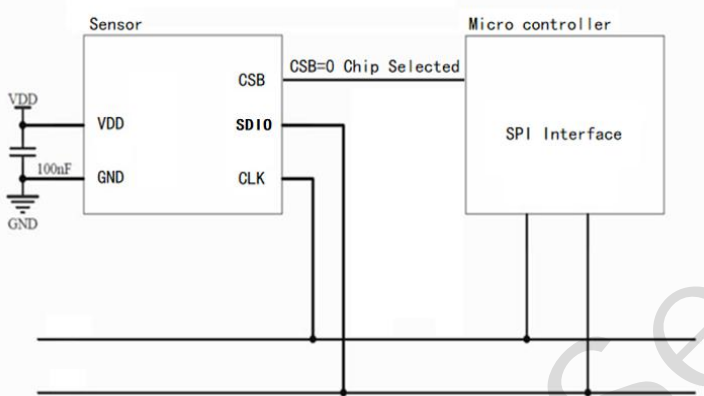 Sensor
Micro controller
CSB=0 Chip Selected
CSB
VDD
VDD
SDIO
SPI Interface
100nF
GND
CLK
GND